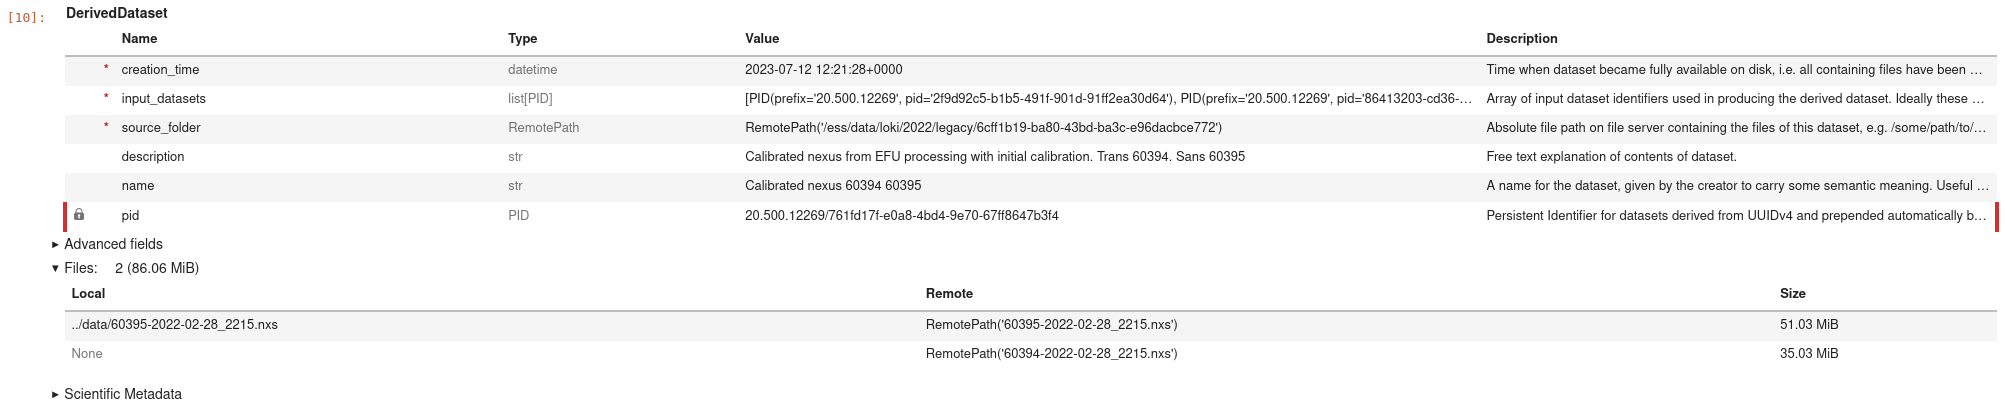 [10]: DerivedDataset
Name Type Value Description
* creation_time datetime 2023-07-12 12:21:28+0000 Time when dataset became fully available on disk, i.e. all containing files have been …
* input_datasets list[PID] [PID(prefix='20.500.12269', pid='2f9d92c5-b1b5-491f-901d-91ff2ea30d64'), PID(prefix='20.500.12269', pid='86413203-cd36-… Array of input dataset identifiers used in producing the derived dataset. Ideally these …
* source_folder RemotePath RemotePath('/ess/data/loki/2022/legacy/6cff1b19-ba80-43bd-ba3c-e96dacbce772') Absolute file path on file server containing the files of this dataset, e.g. /some/path/to/…
description str Calibrated nexus from EFU processing with initial calibration. Trans 60394. Sans 60395 Free text explanation of contents of dataset.
name str Calibrated nexus 60394 60395 A name for the dataset, given by the creator to carry some semantic meaning. Useful …
pid PID 20.500.12269/761fd17f-e0a8-4bd4-9e70-67ff8647b3f4 Persistent Identifier for datasets derived from UUIDv4 and prepended automatically b…
▸ Advanced fields
▾ Files: 2 (86.06 MiB)
Local Remote Size
../data/60395-2022-02-28_2215.nxs RemotePath('60395-2022-02-28_2215.nxs') 51.03 MiB
None RemotePath('60394-2022-02-28_2215.nxs') 35.03 MiB
▸ Scientific Metadata